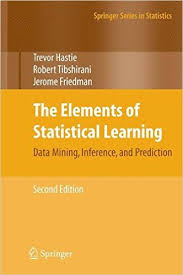 Springer Series in Statistics
Trevor Hastie
Robert Tibshirani
Jerome Friedman
The Elements of
Statistical Learning
Data Mining, Inference, and Prediction
Second Edition
Springer